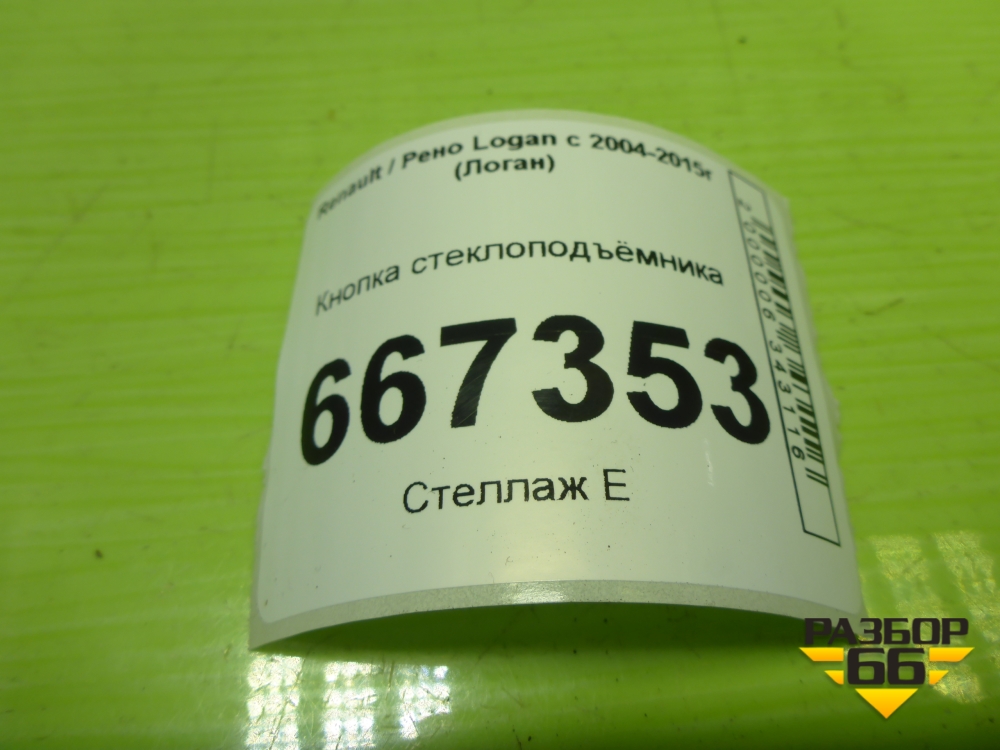 Renault / Рено Logan с 2004-2015г
(Логан)
Кнопка стеклоподъёмника
667353
Стеллаж E
2000006343116
РАЗБОР
66